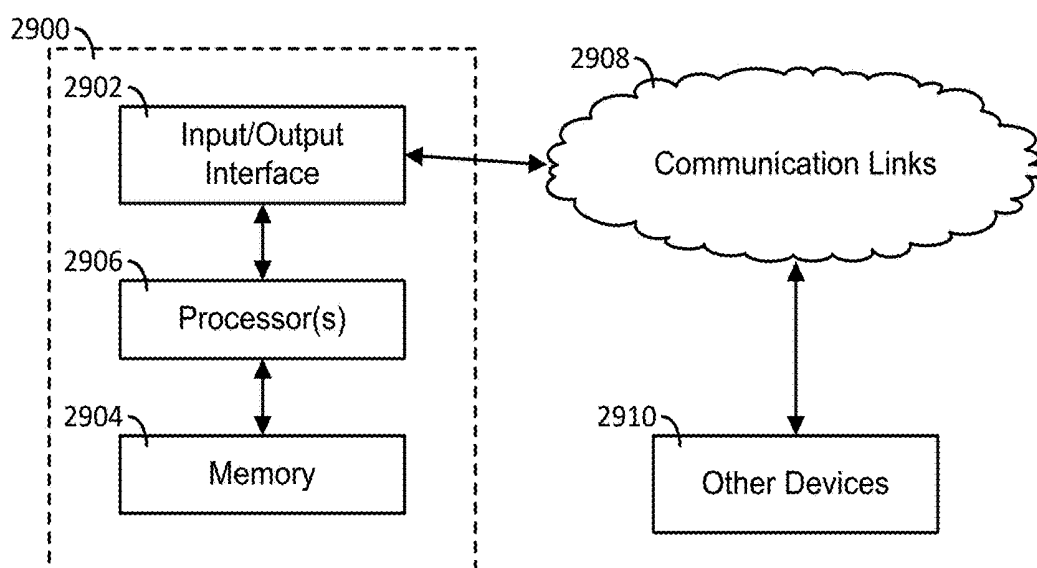 2900
2902
Input/Output
Interface
2908
Communication Links
2906
Processor(s)
2904
Memory
2910
Other Devices